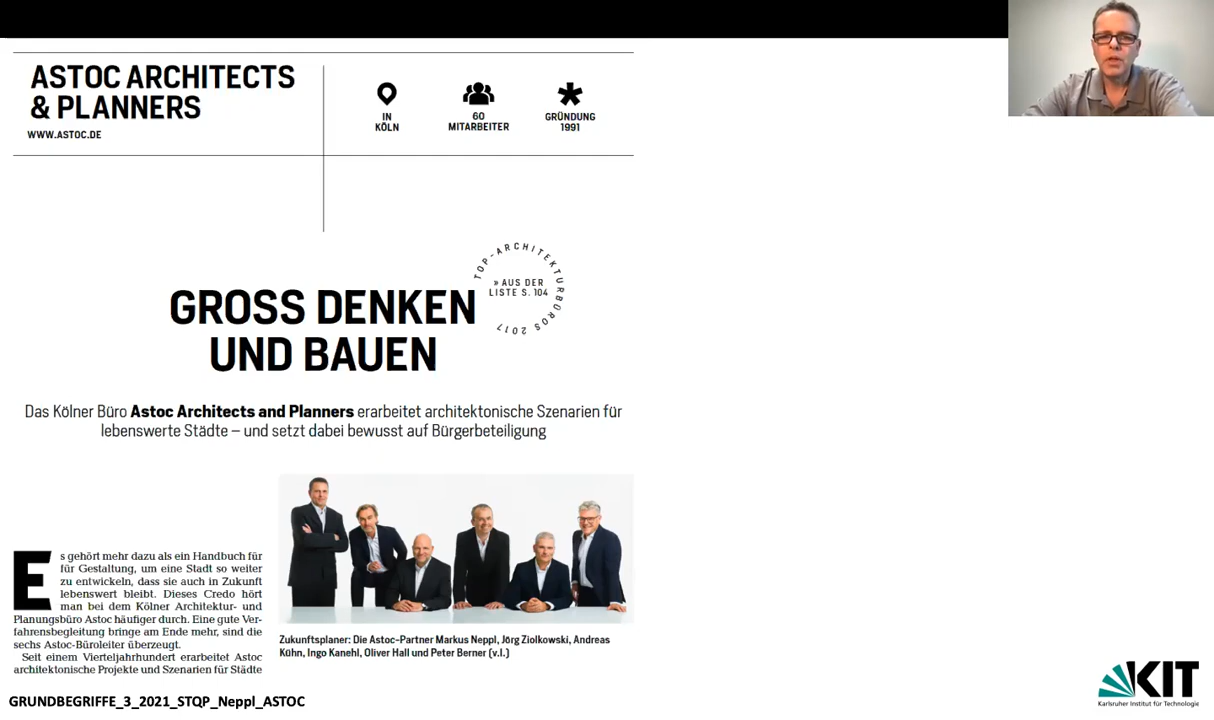 ASTOC ARCHITECTS
& PLANNERS
WWW.ASTOC.DE
IN
KÖLN
60
MITARBEITER
GRÜNDUNG
1991
TOP-ARCHITEKTURBÜROS 2017
» AUS DER
LISTE S. 104
GROSS DENKEN
UND BAUEN
Das Kölner Büro Astoc Architects and Planners erarbeitet architektonische Szenarien für
lebenswerte Städte – und setzt dabei bewusst auf Bürgerbeteiligung
Es gehört mehr dazu als ein Handbuch für
für Gestaltung, um eine Stadt so weiter
zu entwickeln, dass sie auch in Zukunft
lebenswert bleibt. Dieses Credo hört
man bei dem Kölner Architektur- und
Planungsbüro Astoc häufiger durch. Eine gute Ver-
fahrensbegleitung bringe am Ende mehr, sind die
sechs Astoc-Büroleiter überzeugt.
Seit einem Vierteljahrhundert erarbeitet Astoc
architektonische Projekte und Szenarien für Städte
Zukunftsplaner: Die Astoc-Partner Markus Neppl, Jörg Ziolkowski, Andreas
Kühn, Ingo Kanehl, Oliver Hall und Peter Berner (v.l.)
GRUNDBEGRIFFE_3_2021_STQP_Neppl_ASTOC
KIT
Karlsruher Institut für Technologie